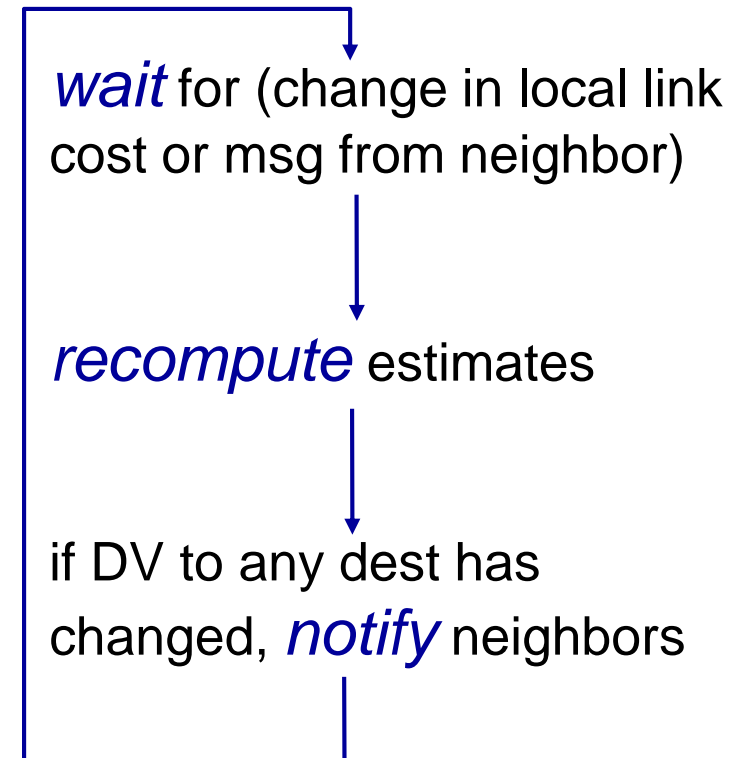 wait for (change in local link
cost or msg from neighbor)
recompute estimates
if DV to any dest has
changed, notify neighbors